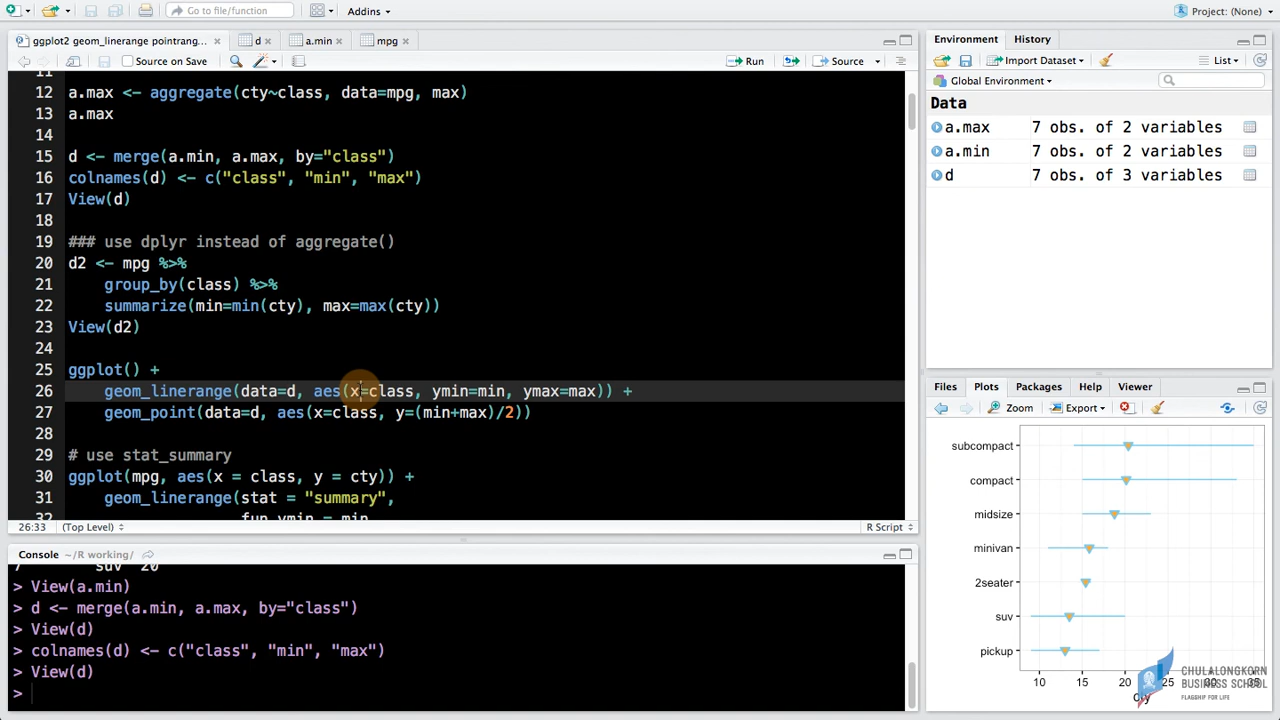 Go to file/function
Addins
Project: (None)
ggplot2 geom_linerange pointrang...
d
a.min
mpg
Source on Save
Run
Source
11
12 a.max <- aggregate(cty~class, data=mpg, max)
13 a.max
14
15 d <- merge(a.min, a.max, by="class")
16 colnames(d) <- c("class", "min", "max")
17 View(d)
18
19 ### use dplyr instead of aggregate()
20 d2 <- mpg %>%
21 group_by(class) %>%
22 summarize(min=min(cty), max=max(cty))
23 View(d2)
24
25 ggplot() +
26 geom_linerange(data=d, aes(x=class, ymin=min, ymax=max)) +
27 geom_point(data=d, aes(x=class, y=(min+max)/2))
28
29 # use stat_summary
30 ggplot(mpg, aes(x = class, y = cty)) +
31 geom_linerange(stat = "summary",
32 fun.ymin = min,
26:33
(Top Level)
R Script
Console ~/R working/
7 suv 20
> View(a.min)
> d <- merge(a.min, a.max, by="class")
> View(d)
> colnames(d) <- c("class", "min", "max")
> View(d)
>
Environment
History
Import Dataset
List
Global Environment
Data
a.max 7 obs. of 2 variables
a.min 7 obs. of 2 variables
d 7 obs. of 3 variables
Files
Plots
Packages
Help
Viewer
Zoom
Export
subcompact
compact
midsize
minivan
2seater
suv
pickup
10 15 20 25 30 35
cty
CHULALONGKORN
BUSINESS SCHOOL
FLAGSHIP FOR LIFE